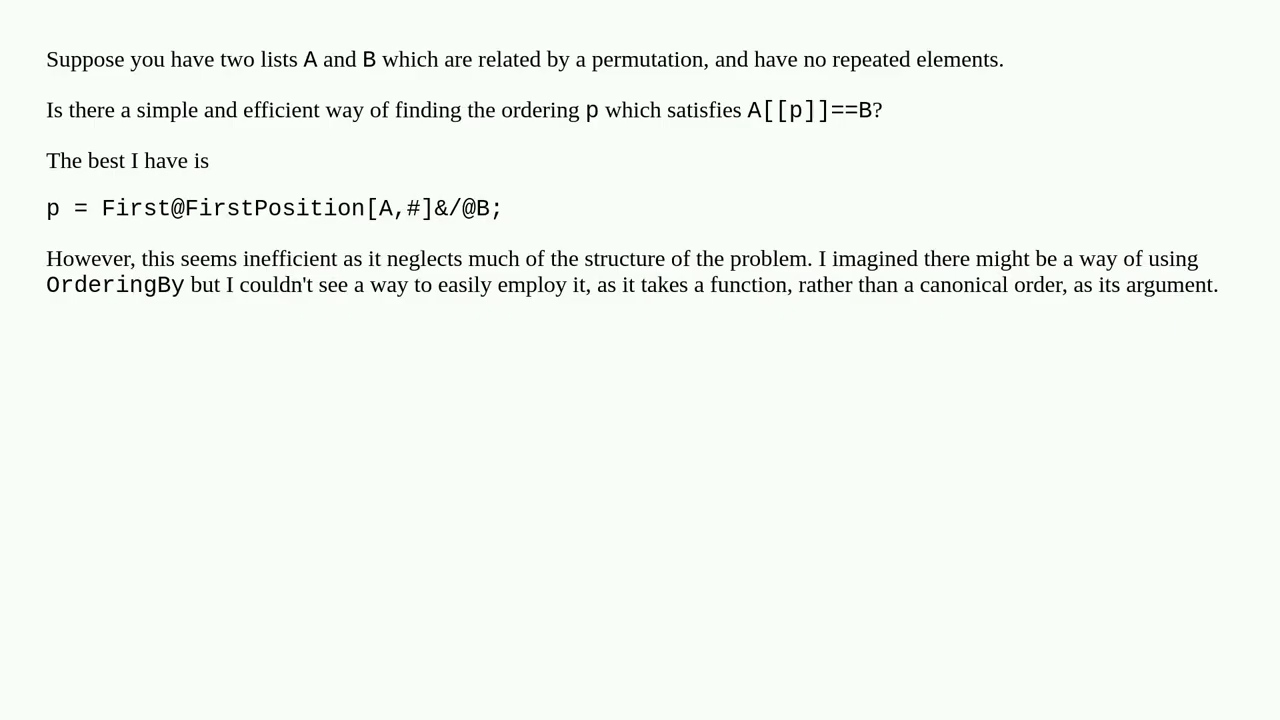 Suppose you have two lists A and B which are related by a permutation, and have no repeated elements.
Is there a simple and efficient way of finding the ordering p which satisfies A[[p]]==B?
The best I have is
p = First@FirstPosition[A,#]&/@B;
However, this seems inefficient as it neglects much of the structure of the problem. I imagined there might be a way of using
OrderingBy but I couldn't see a way to easily employ it, as it takes a function, rather than a canonical order, as its argument.